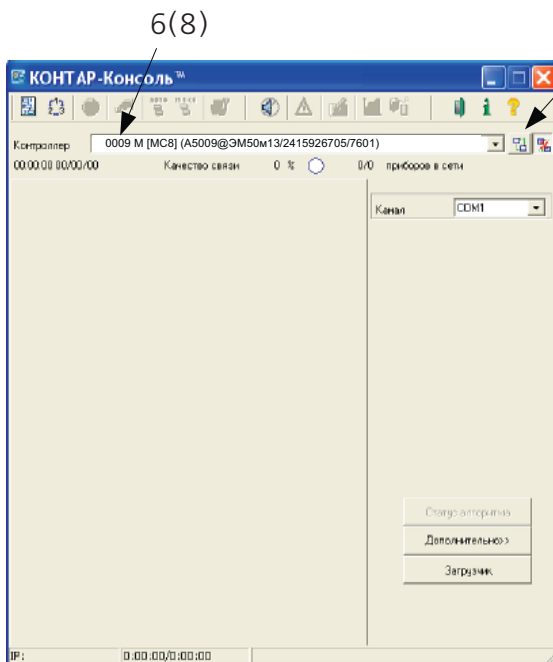 6(8)
КОНТАР-Консоль™
Контроллер 0009 M [MC8] (A5009@ЭМ50м13/2415926705/7601)
00:00:00 00/00/00 Качество связи 0 % 0/0 приборов в сети
Канал COM1
Статус алгоритма
Дополнительно>>
Загрузчик
IP: 0:00:00/0:00:00